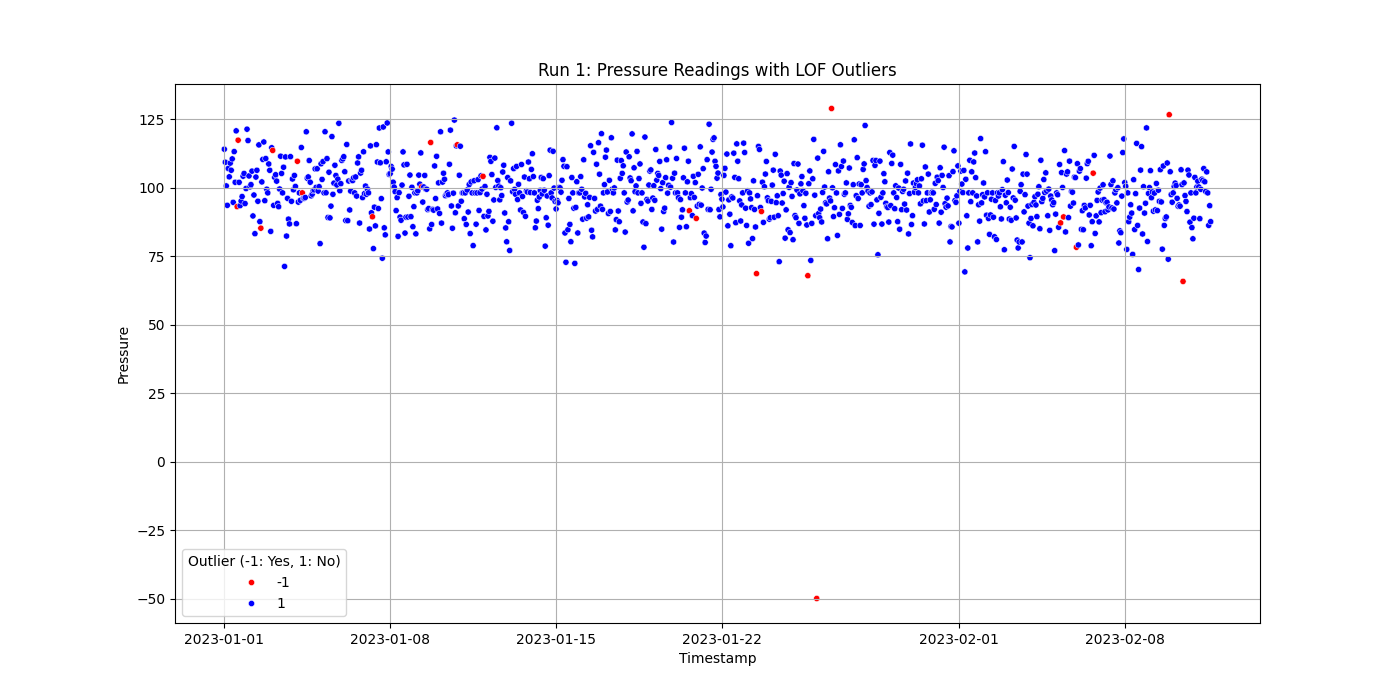 Run 1: Pressure Readings with LOF Outliers
Pressure
125
100
75
50
25
0
−25
−50
Outlier (-1: Yes, 1: No)
-1
1
2023-01-01 2023-01-08 2023-01-15 2023-01-22 2023-02-01 2023-02-08
Timestamp